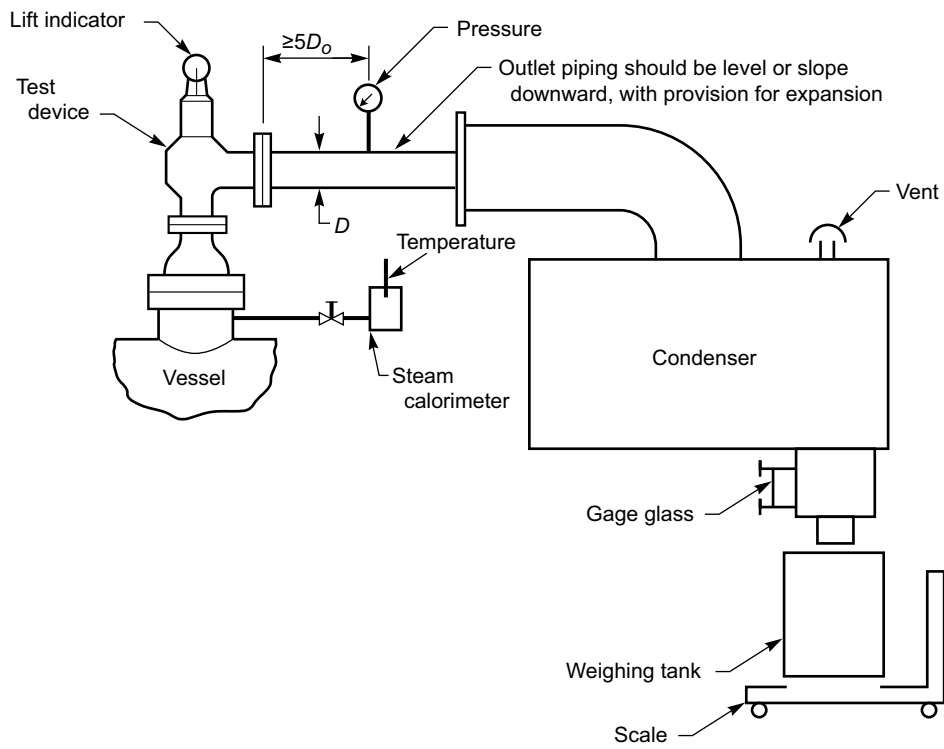 Lift indicator
≥5Do
Pressure
Test
device
Outlet piping should be level or slope
downward, with provision for expansion
Vent
D
Temperature
Condenser
Vessel
Steam
calorimeter
Gage glass
Weighing tank
Scale